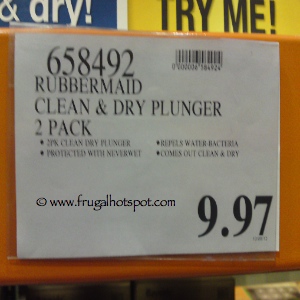 & dry!
TRY ME!
658492
0000006584924
RUBBERMAID
CLEAN & DRY PLUNGER
2 PACK
• 2PK CLEAN DRY PLUNGER
• REPELS WATER-BACTERIA
• PROTECTED WITH NEVERWET
• COMES OUT CLEAN & DRY
www.frugalhotspot.com
9.97